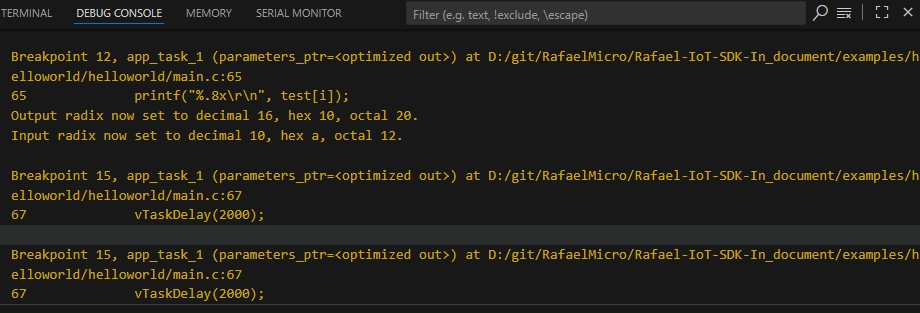 TERMINAL DEBUG CONSOLE MEMORY SERIAL MONITOR Filter (e.g. text, !exclude, \escape)
Breakpoint 12, app_task_1 (parameters_ptr=<optimized out>) at D:/git/RafaelMicro/Rafael-IoT-SDK-In_document/examples/h
elloworld/helloworld/main.c:65
65 printf("%.8x\r\n", test[i]);
Output radix now set to decimal 16, hex 10, octal 20.
Input radix now set to decimal 10, hex a, octal 12.
Breakpoint 15, app_task_1 (parameters_ptr=<optimized out>) at D:/git/RafaelMicro/Rafael-IoT-SDK-In_document/examples/h
elloworld/helloworld/main.c:67
67 vTaskDelay(2000);
Breakpoint 15, app_task_1 (parameters_ptr=<optimized out>) at D:/git/RafaelMicro/Rafael-IoT-SDK-In_document/examples/h
elloworld/helloworld/main.c:67
67 vTaskDelay(2000);